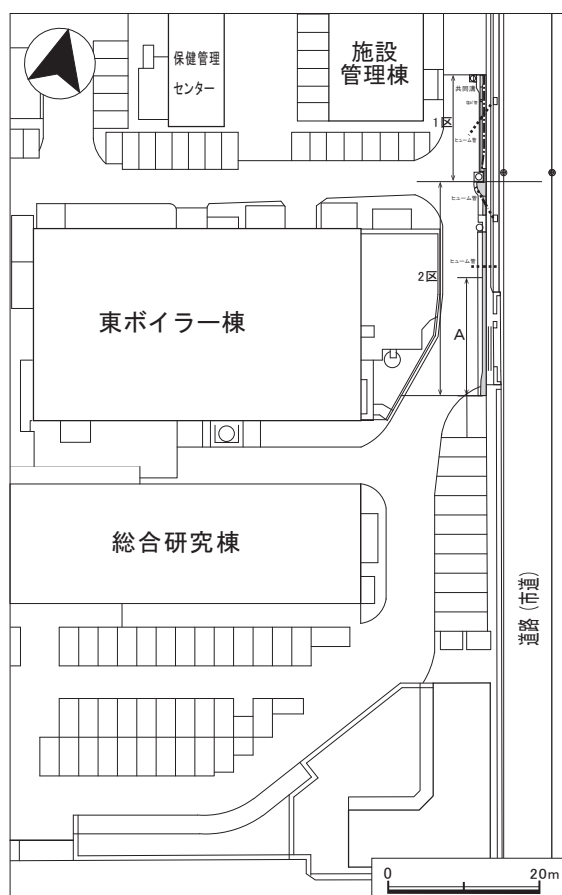 保健管理
センター
施設
管理棟
共同溝
1区
ヒューム管
ヒューム管
ヒューム管
2区
A
東ボイラー棟
総合研究棟
道路(市道)
0 20m